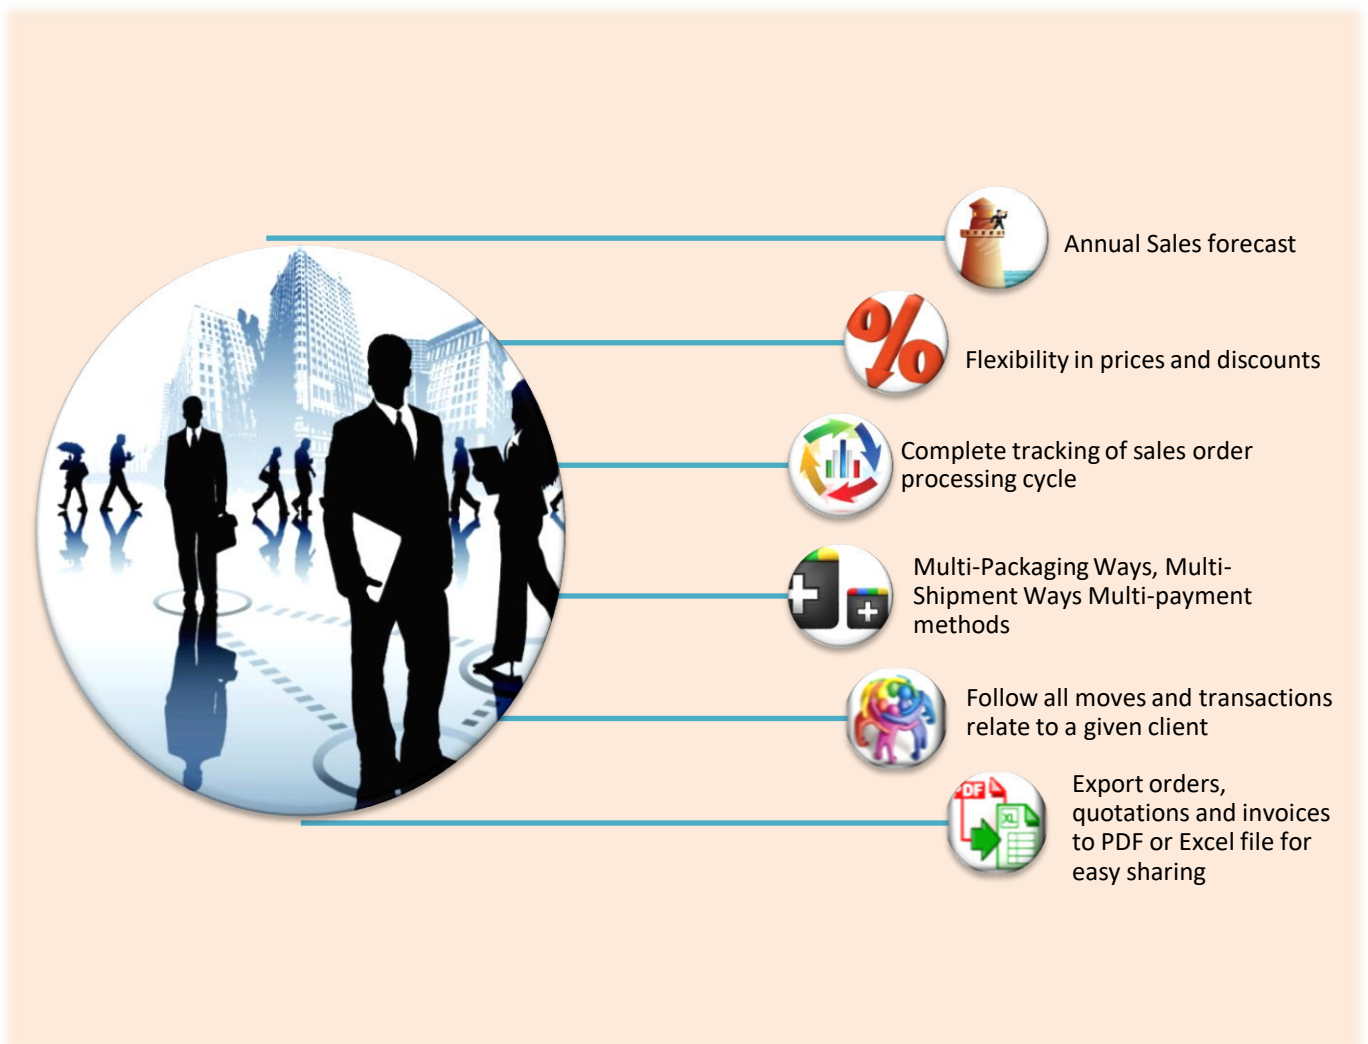 Annual Sales forecast
Flexibility in prices and discounts
Complete tracking of sales order
processing cycle
Multi-Packaging Ways, Multi-
Shipment Ways Multi-payment
methods
Follow all moves and transactions
relate to a given client
PDF
XL
Export orders,
quotations and invoices
to PDF or Excel file for
easy sharing